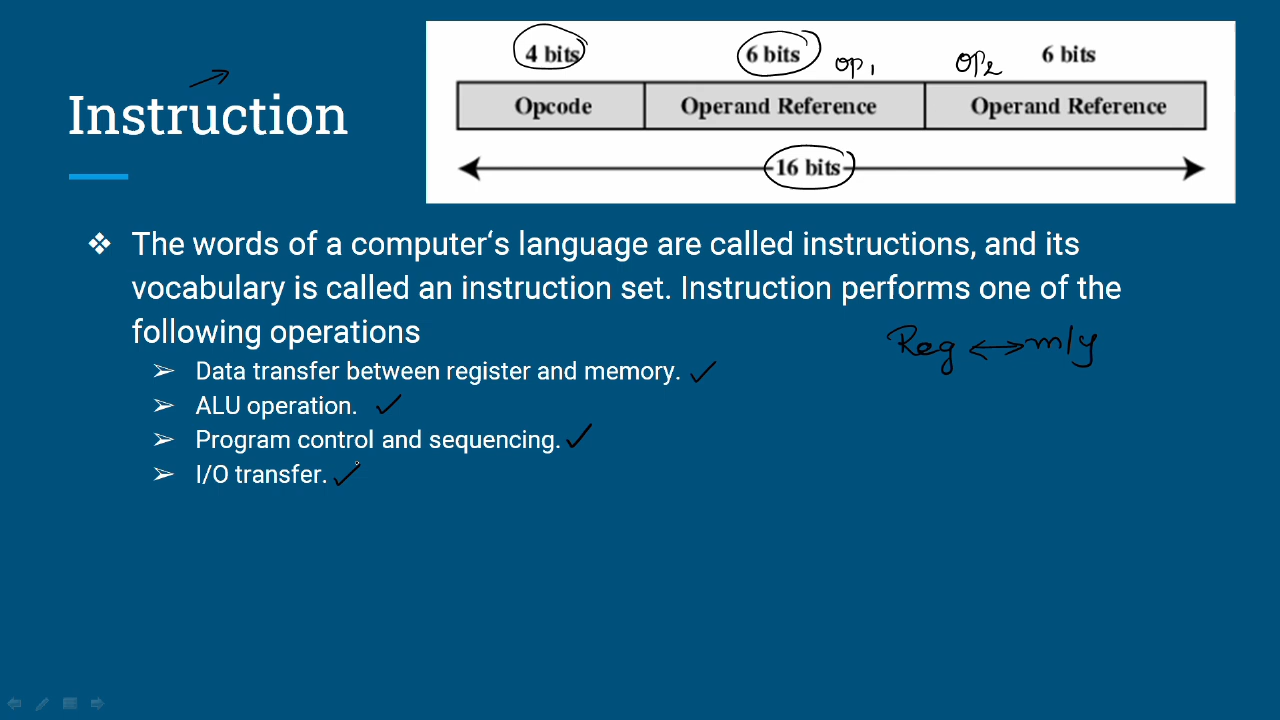 Instruction
4 bits 6 bits 6 bits
op1 op2
Opcode Operand Reference Operand Reference
16 bits
❖ The words of a computer‘s language are called instructions, and its
vocabulary is called an instruction set. Instruction performs one of the
following operations
Reg ↔ m/y
➢ Data transfer between register and memory. ✓
➢ ALU operation. ✓
➢ Program control and sequencing. ✓
➢ I/O transfer. ✓